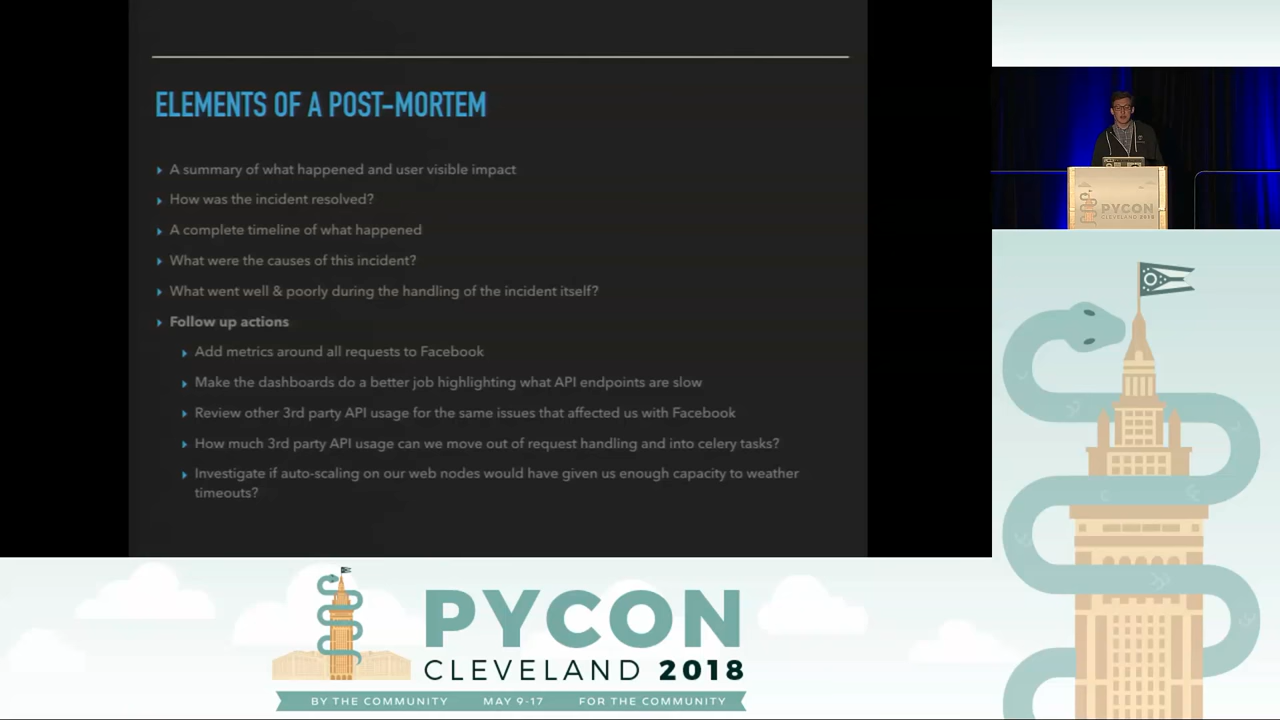 ELEMENTS OF A POST-MORTEM
A summary of what happened and user visible impact
How was the incident resolved?
A complete timeline of what happened
What were the causes of this incident?
What went well & poorly during the handling of the incident itself?
Follow up actions
Add metrics around all requests to Facebook
Make the dashboards do a better job highlighting what API endpoints are slow
Review other 3rd party API usage for the same issues that affected us with Facebook
How much 3rd party API usage can we move out of request handling and into celery tasks?
Investigate if auto-scaling on our web nodes would have given us enough capacity to weather
timeouts?
PYCON
CLEVELAND 2018
PYCON
CLEVELAND 2018
BY THE COMMUNITY MAY 9-17 FOR THE COMMUNITY